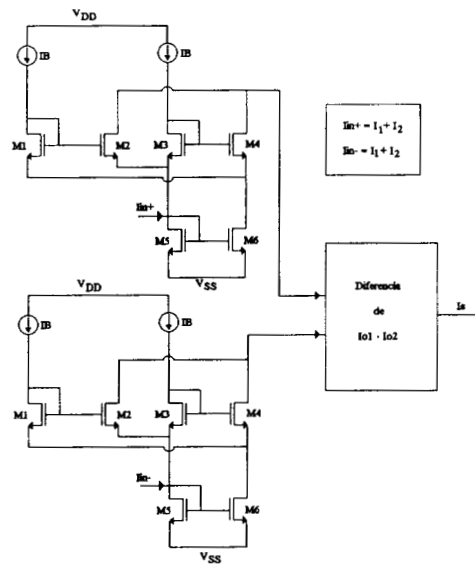 VDD
IB
IB
M1
M2
M3
M4
Iin+
M5
M6
VSS
Iin+ = I1 + I2
Iin- = I1 + I2
VDD
IB
IB
M1
M2
M3
M4
Iin-
M5
M6
VSS
Diferencia
de
Io1 - Io2
Is